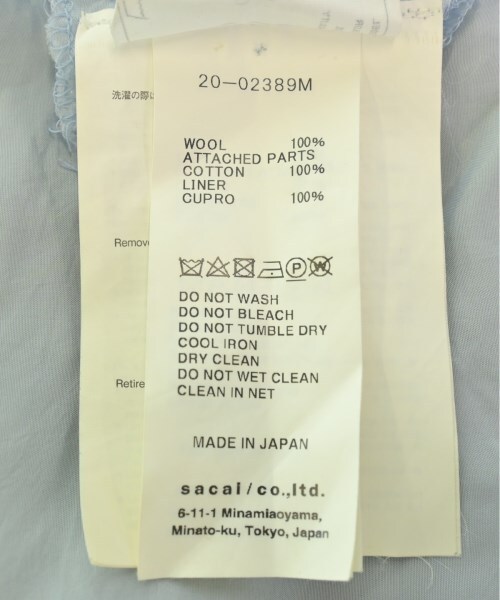 20-02389M
洗濯の際に
WOOL 100%
ATTACHED PARTS
COTTON 100%
LINER
CUPRO 100%
Remove
P W
DO NOT WASH
DO NOT BLEACH
DO NOT TUMBLE DRY
COOL IRON
DRY CLEAN
DO NOT WET CLEAN
CLEAN IN NET
Retire
MADE IN JAPAN
sacai/co.,ltd.
6-11-1 Minamiaoyama,
Minato-ku, Tokyo, Japan